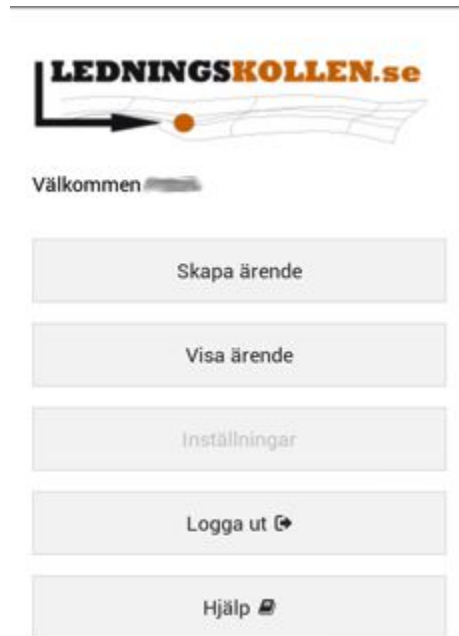 LEDNINGSKOLLEN.se
Välkommen
Skapa ärende
Visa ärende
Inställningar
Logga ut
Hjälp